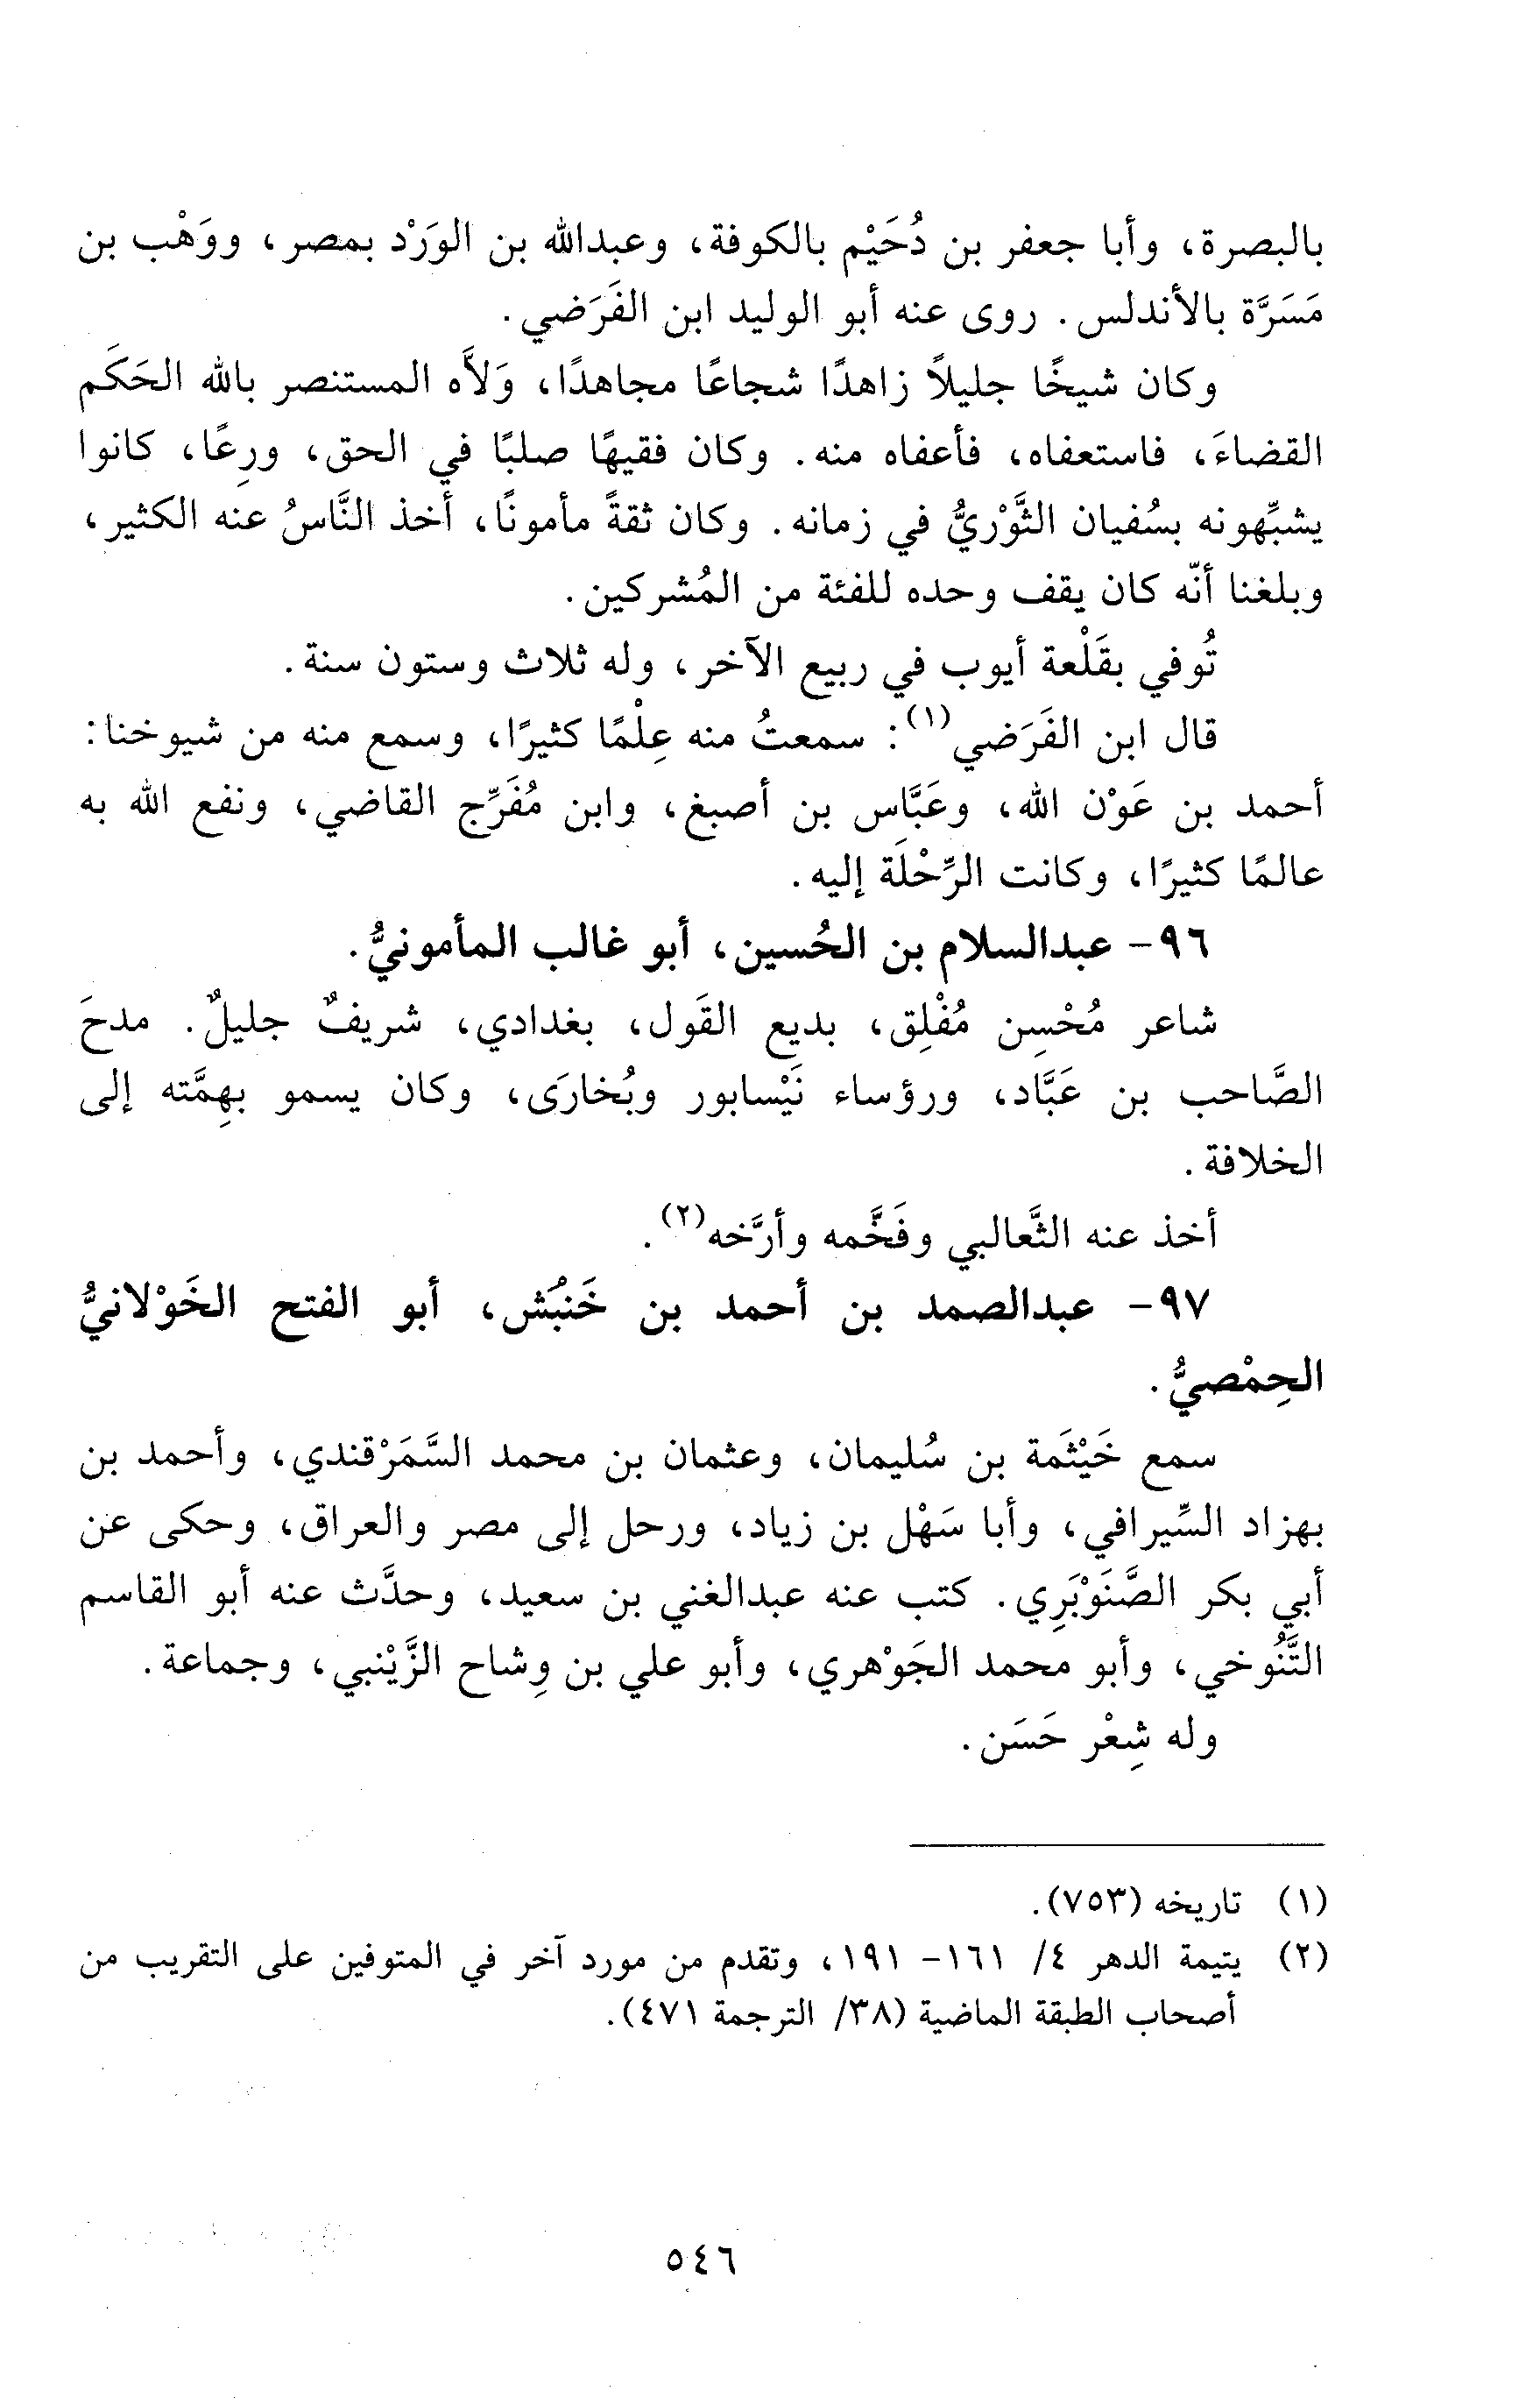 بالبصرة، وأبا جعفر بن دُحَيْم بالكوفة، وعبدالله بن الوَرْد بمصر، ووَهْب بن
مَسَرَّة بالأندلس. روى عنه أبو الوليد ابن الفَرَضي.
وكان شيخًا جليلاً زاهدًا شجاعًا مجاهدًا، وَلاَّه المستنصر بالله الحَكَم
القضاءَ، فاستعفاه، فأعفاه منه. وكان فقيهًا صلبًا في الحق، ورِعًا، كانوا
يشبِّهونه بسُفيان الثَّوْريُّ في زمانه. وكان ثقةً مأمونًا، أخذ النَّاسُ عنه الكثير،
وبلغنا أنّه كان يقف وحده للفئة من المُشركين.
تُوفي بقَلْعة أيوب في ربيع الآخر، وله ثلاث وستون سنة.
قال ابن الفَرَضي(١): سمعتُ منه عِلْمًا كثيرًا، وسمع منه من شيوخنا:
أحمد بن عَوْن الله، وعَبَّاس بن أصبغ، وابن مُفَرِّج القاضي، ونفع الله به
عالمًا كثيرًا، وكانت الرِّحْلَة إليه.
٩٦- عبدالسلام بن الحُسين، أبو غالب المأمونيُّ.
شاعر مُحْسِن مُفْلِق، بديع القَول، بغدادي، شريفٌ جليلٌ. مدحَ
الصَّاحب بن عَبَّاد، ورؤساء نَيْسابور وبُخارَى، وكان يسمو بهِمَّته إلى
الخلافة.
أخذ عنه الثَّعالبي وفَخَّمه وأرَّخه(٢).
٩٧- عبدالصمد بن أحمد بن خَنْبُش، أبو الفتح الخَوْلانيُّ
الحِمْصيُّ.
سمع خَيْثَمة بن سُليمان، وعثمان بن محمد السَّمَرْقندي، وأحمد بن
بهزاد السِّيرافي، وأبا سَهْل بن زياد، ورحل إلى مصر والعراق، وحكى عن
أبي بكر الصَّنَوْبَرِي. كتب عنه عبدالغني بن سعيد، وحدَّث عنه أبو القاسم
التَّنُوخي، وأبو محمد الجَوْهري، وأبو علي بن وِشاح الزَّيْنبي، وجماعة.
وله شِعْر حَسَن.
(١) تاريخه (٧٥٣).
(٢) يتيمة الدهر ٤/ ١٦١- ١٩١، وتقدم من مورد آخر في المتوفين على التقريب من
أصحاب الطبقة الماضية (٣٨/ الترجمة ٤٧١).
٥٤٦